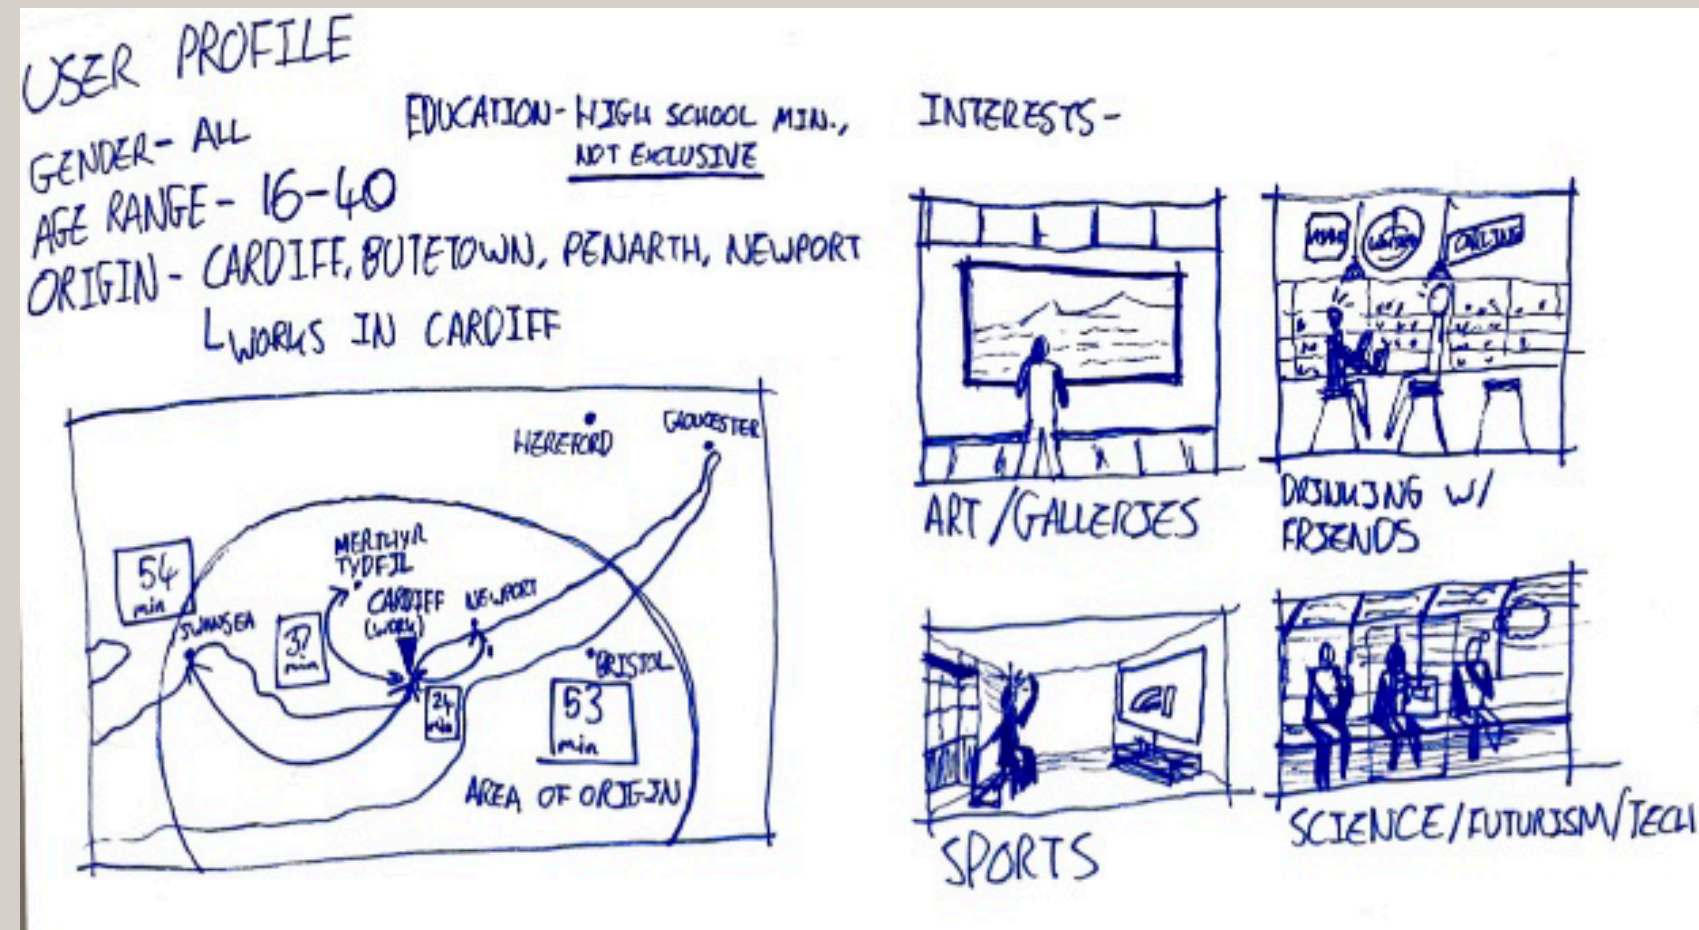 USER PROFILE
GENDER- ALL
AGE RANGE- 16-40
ORIGIN- CARDIFF, BUTETOWN, PENARTH, NEWPORT
WORKS IN CARDIFF
EDUCATION- HIGH SCHOOL MIN.,
NOT EXCLUSIVE
HEREFORD
GLOUCESTER
54
min
SWANSEA
MERTHYR
TYDFIL
37
min
CARDIFF
(WORK)
NEWPORT
24
min
BRISTOL
53
min
AREA OF ORIGIN
INTERESTS-
ART/GALLERIES
DRINKING W/
FRIENDS
SPORTS
SCIENCE/FUTURISM/TECH